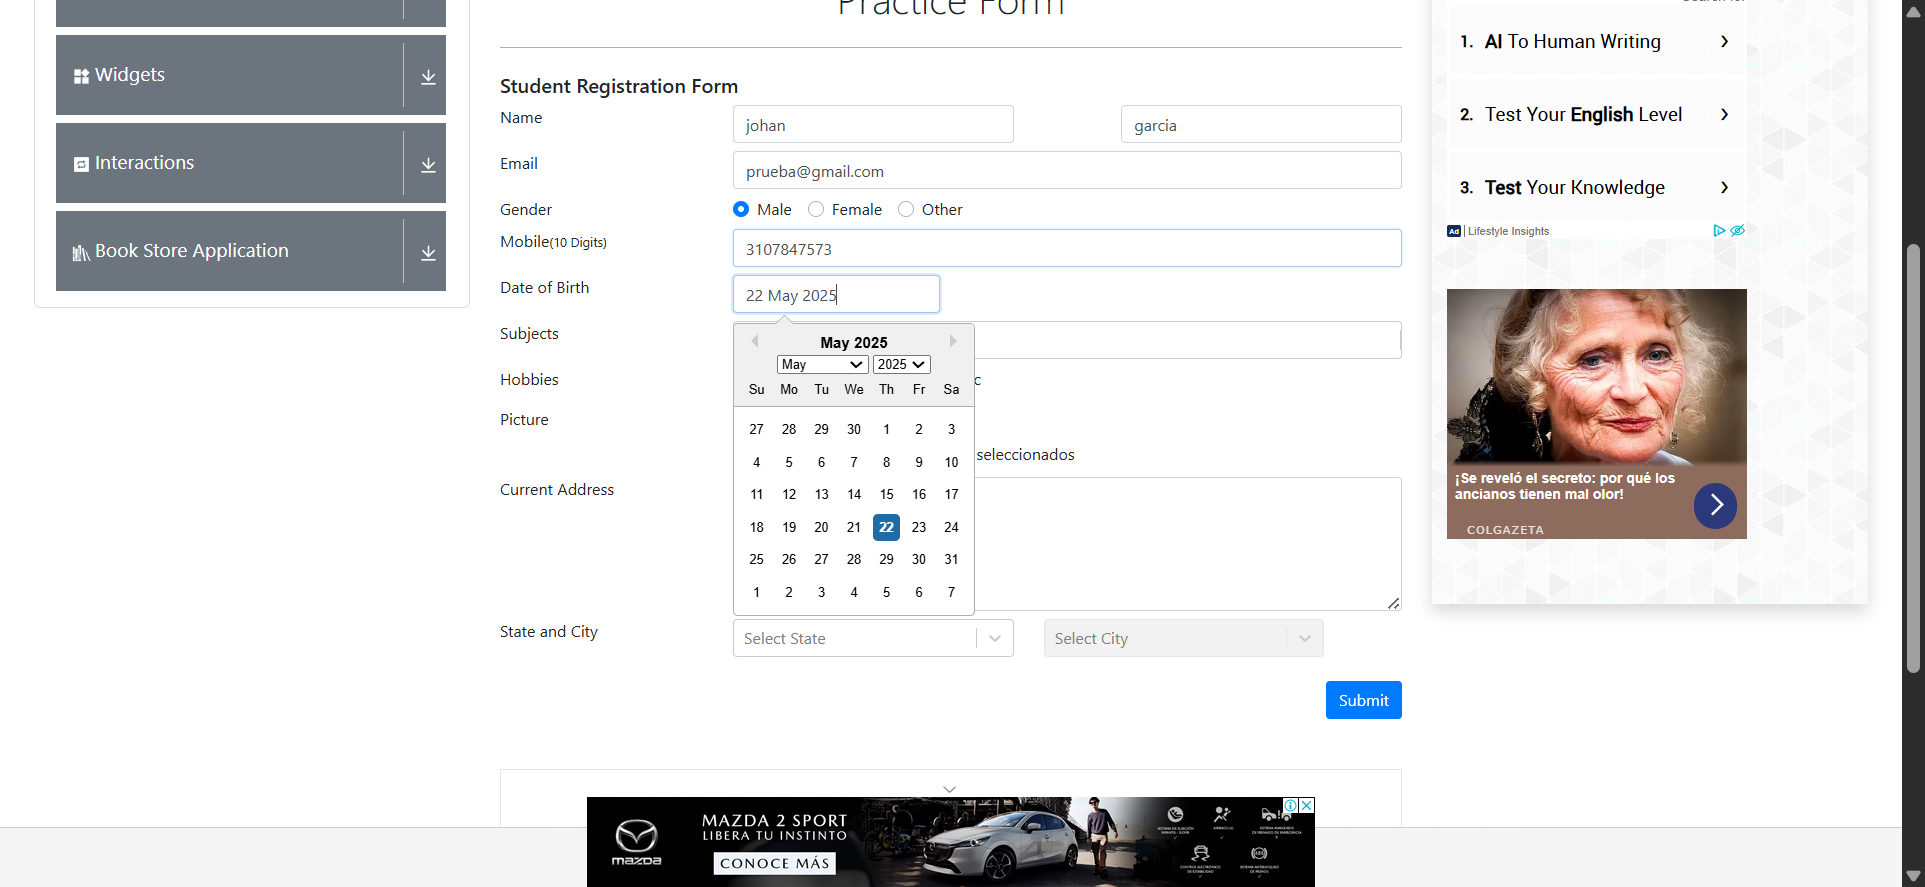 Practice Form
Widgets
Interactions
Book Store Application
Student Registration Form
Name
johan
garcia
Email
prueba@gmail.com
Gender
Male
Female
Other
Mobile(10 Digits)
3107847573
Date of Birth
22 May 2025
Subjects
May 2025
May
2025
Su Mo Tu We Th Fr Sa
27 28 29 30 1 2 3
4 5 6 7 8 9 10
11 12 13 14 15 16 17
18 19 20 21 22 23 24
25 26 27 28 29 30 31
1 2 3 4 5 6 7
Hobbies
c
Picture
seleccionados
Current Address
State and City
Select State
Select City
Submit
1. AI To Human Writing
2. Test Your English Level
3. Test Your Knowledge
Ad Lifestyle Insights
¡Se reveló el secreto: por qué los
ancianos tienen mal olor!
COLGAZETA
mazda
MAZDA 2 SPORT
LIBERA TU INSTINTO
CONOCE MÁS